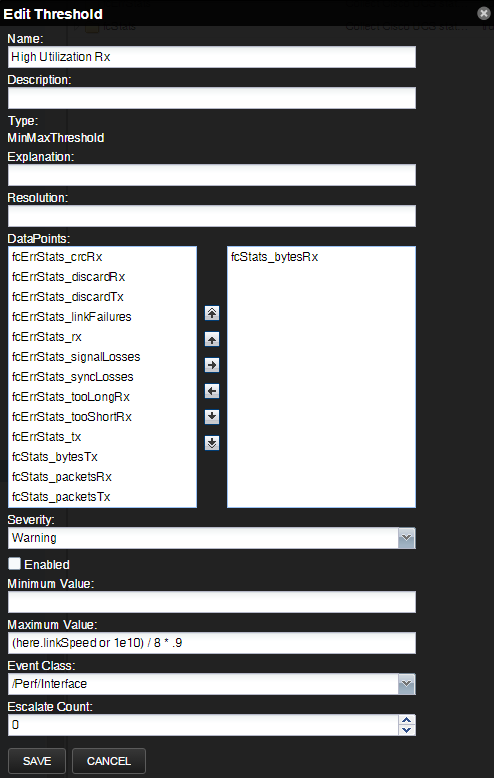 Edit Threshold
Name:
High Utilization Rx
Description:
Type:
MinMaxThreshold
Explanation:
Resolution:
DataPoints:
fcErrStats_crcRx
fcErrStats_discardRx
fcErrStats_discardTx
fcErrStats_linkFailures
fcErrStats_rx
fcErrStats_signalLosses
fcErrStats_syncLosses
fcErrStats_tooLongRx
fcErrStats_tooShortRx
fcErrStats_tx
fcStats_bytesTx
fcStats_packetsRx
fcStats_packetsTx
fcStats_bytesRx
Severity:
Warning
Enabled
Minimum Value:
Maximum Value:
(here.linkSpeed or 1e10) / 8 * .9
Event Class:
/Perf/Interface
Escalate Count:
0
SAVE CANCEL